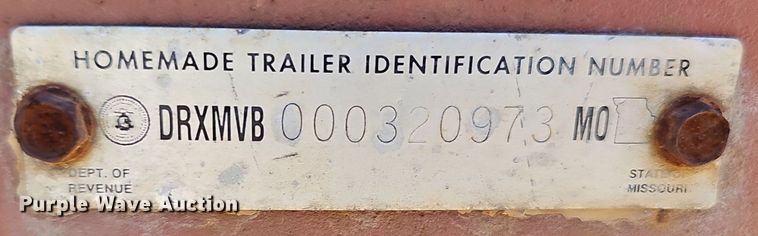 HOMEMADE TRAILER IDENTIFICATION NUMBER
DRXMVB 000320973 MO
DEPT. OF STATE OF
REVENUE MISSOURI
Purple Wave Auction